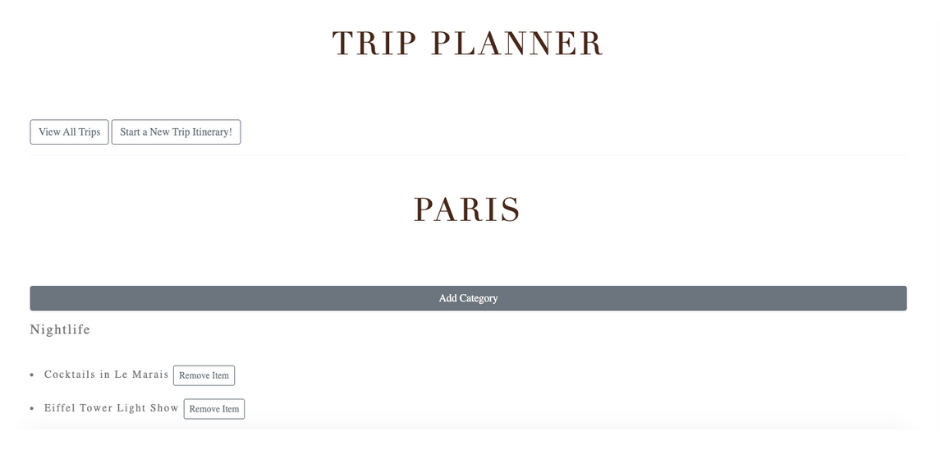 TRIP PLANNER
View All Trips Start a New Trip Itinerary!
PARIS
Add Category
Nightlife
• Cocktails in Le Marais Remove Item
• Eiffel Tower Light Show Remove Item